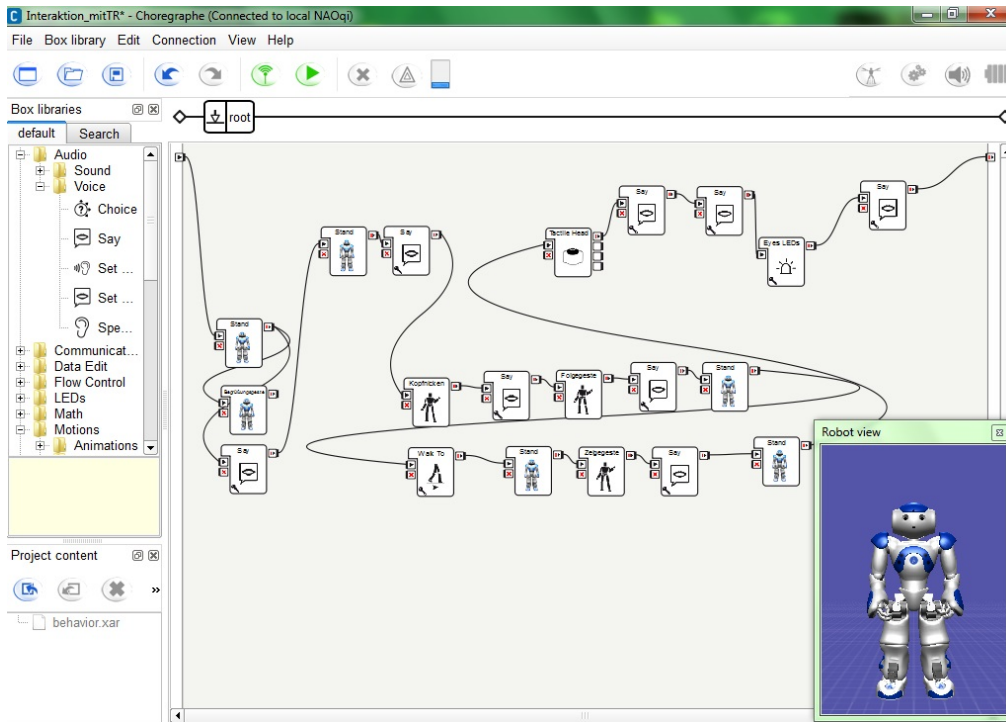 Interaktion_mitTR* - Choregraphe (Connected to local NAOqi)
File Box library Edit Connection View Help
Box libraries
default Search
root
Audio
Sound
Voice
Choice
Say
Set ...
Set ...
Spe...
Communicat...
Data Edit
Flow Control
LEDs
Math
Motions
Animations
Say
Say
Say
Tactile Head
Eyes LEDs
Stand
Say
Stand
Begrüßungsgeste
Say
Kopfnicken
Say
Folgegeste
Say
Stand
Walk To
Stand
Zeigegeste
Say
Stand
Robot view
Project content
»
behavior.xar